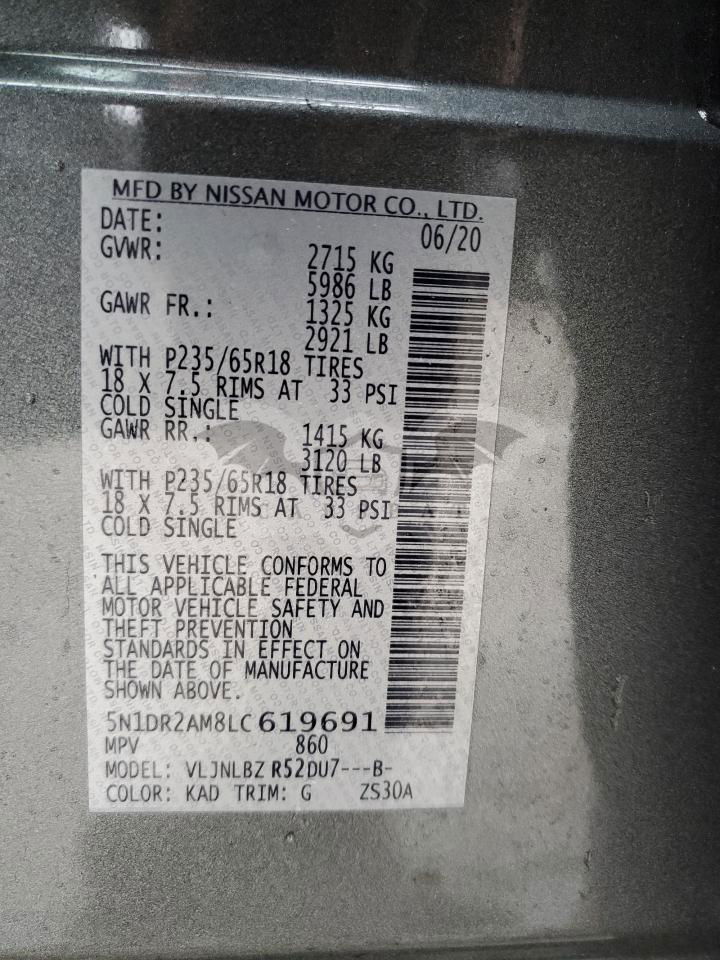 MFD BY NISSAN MOTOR CO., LTD.
DATE: 06/20
GVWR: 2715 KG
5986 LB
GAWR FR.: 1325 KG
2921 LB
WITH P235/65R18 TIRES
18 X 7.5 RIMS AT 33 PSI
COLD SINGLE
GAWR RR.: 1415 KG
3120 LB
WITH P235/65R18 TIRES
18 X 7.5 RIMS AT 33 PSI
COLD SINGLE
THIS VEHICLE CONFORMS TO
ALL APPLICABLE FEDERAL
MOTOR VEHICLE SAFETY AND
THEFT PREVENTION
STANDARDS IN EFFECT ON
THE DATE OF MANUFACTURE
SHOWN ABOVE.
5N1DR2AM8LC619691
MPV 860
MODEL: VLJNLBZ R52DU7---B-
COLOR: KAD TRIM: G ZS30A